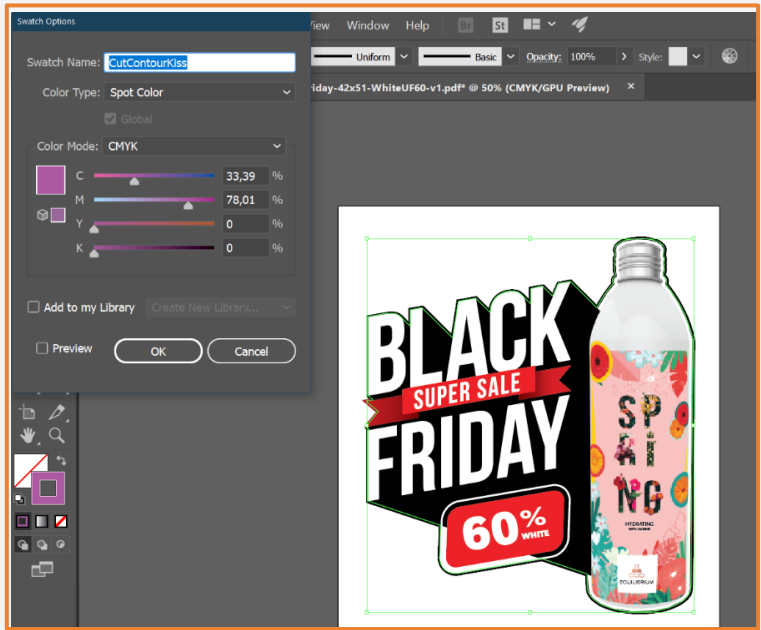 Swatch Options
View Window Help Br St
Swatch Name: CutContourKiss
Uniform Basic Opacity: 100% Style:
Color Type: Spot Color
riday-42x51-WhiteUF60-v1.pdf* @ 50% (CMYK/GPU Preview) ×
Global
Color Mode: CMYK
C 33,39 %
M 78,01 %
Y 0 %
K 0 %
Add to my Library Create New Library...
Preview OK Cancel
BLACK
SUPER SALE
FRIDAY
60%
WHITE
SP
Ri
NG
HYDRATING
EQUILIBRIUM